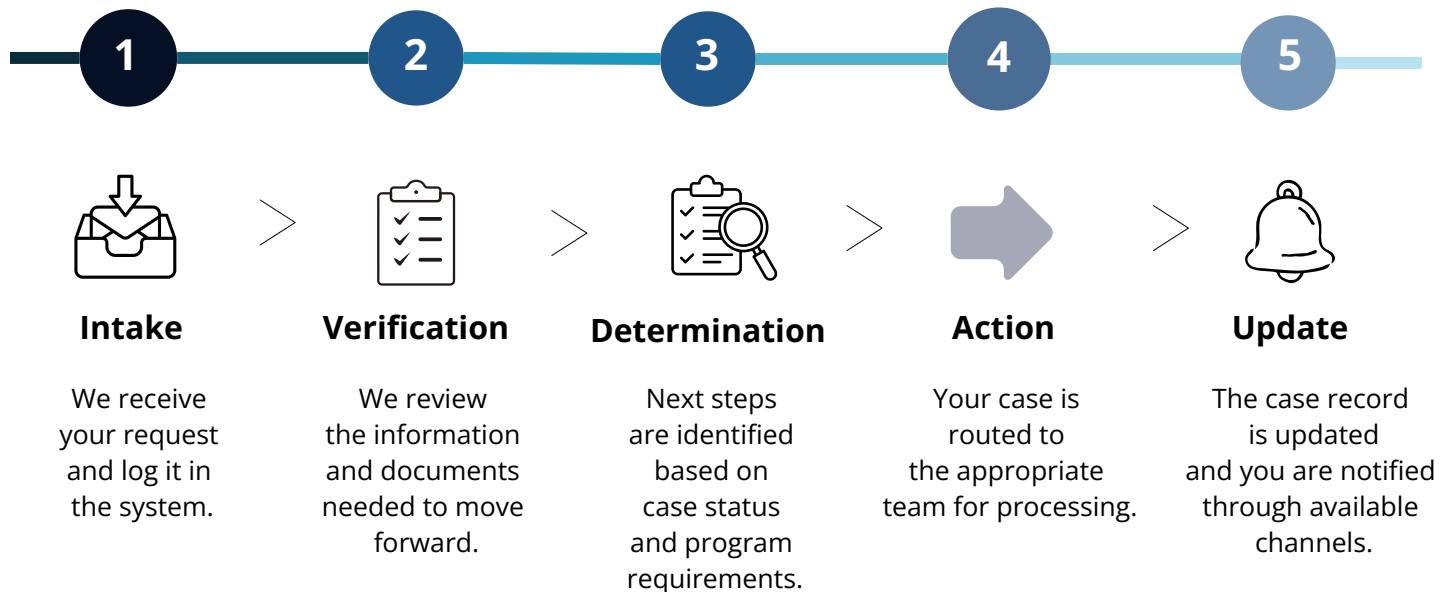 1
2
3
4
5
Intake
We receive
your request
and log it in
the system.
Verification
We review
the information
and documents
needed to move
forward.
Determination
Next steps
are identified
based on
case status
and program
requirements.
Action
Your case is
routed to
the appropriate
team for processing.
Update
The case record
is updated
and you are notified
through available
channels.